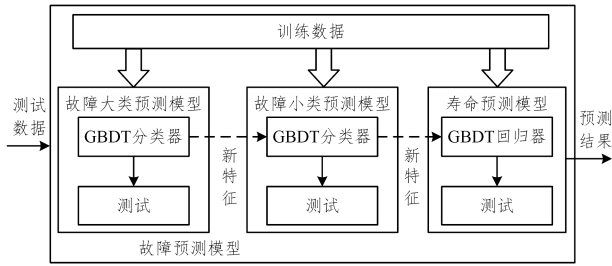 训练数据
测试
数据
故障大类预测模型
GBDT分类器
测试
新
特
征
故障小类预测模型
GBDT分类器
测试
新
特
征
寿命预测模型
GBDT回归器
测试
预测
结果
故障预测模型